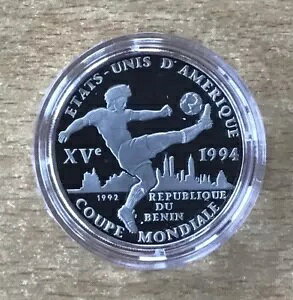 ETATS-UNIS D'AMERIQUE
XVe 1994
1992 REPUBLIQUE
DU
BENIN
COUPE MONDIALE